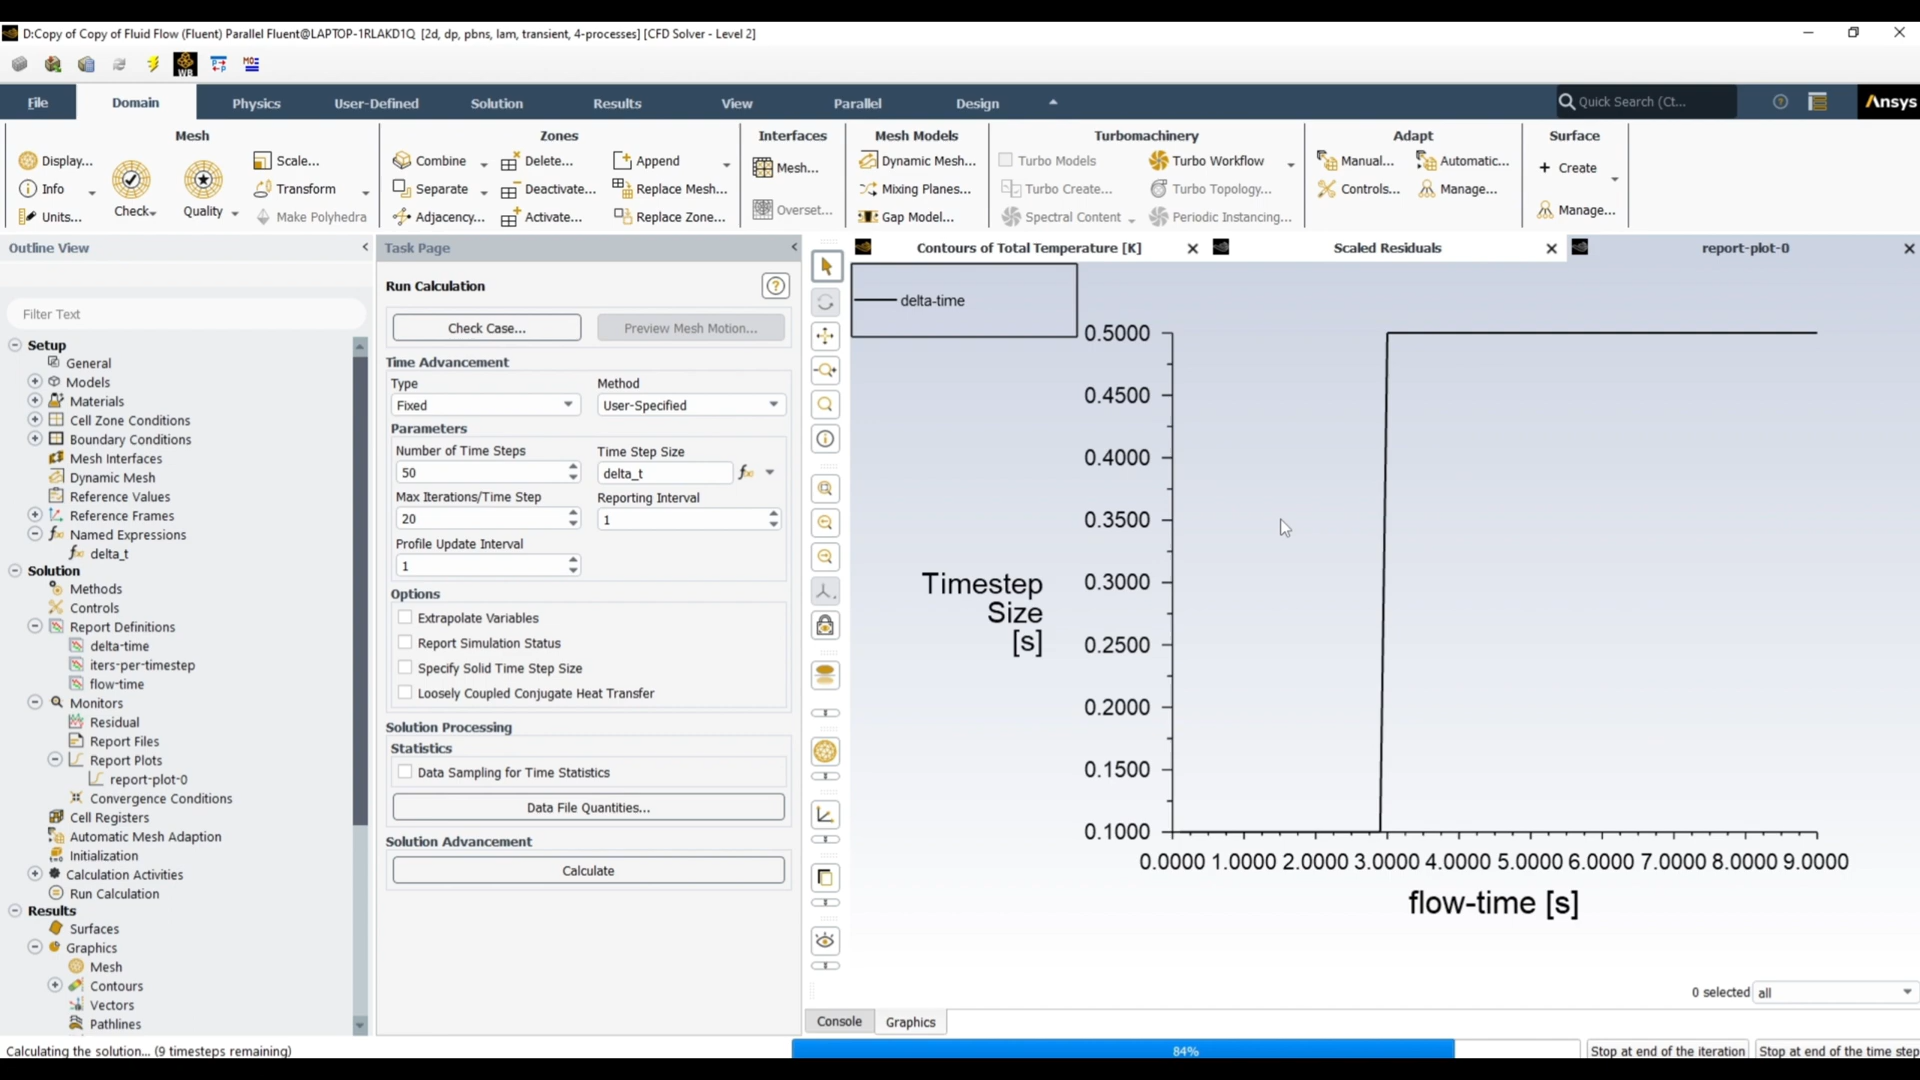 D:Copy of Copy of Fluid Flow (Fluent) Parallel Fluent@LAPTOP-1RLAKD1Q [2d, dp, pbns, lam, transient, 4-processes] [CFD Solver - Level 2]
File Domain Physics User-Defined Solution Results View Parallel Design Quick Search (Ct... Ansys
Mesh
Display...
Info
Units...
Check
Quality
Scale...
Transform
Make Polyhedra
Zones
Combine
Separate
Adjacency...
Delete...
Deactivate...
Activate...
Append
Replace Mesh...
Replace Zone...
Interfaces
Mesh...
Overset...
Mesh Models
Dynamic Mesh...
Mixing Planes...
Gap Model...
Turbomachinery
Turbo Models
Turbo Create...
Spectral Content
Turbo Workflow
Turbo Topology...
Periodic Instancing...
Adapt
Manual...
Controls...
Automatic...
Manage...
Surface
+ Create
Manage...
Outline View
Filter Text
Setup
General
Models
Materials
Cell Zone Conditions
Boundary Conditions
Mesh Interfaces
Dynamic Mesh
Reference Values
Reference Frames
Named Expressions
delta_t
Solution
Methods
Controls
Report Definitions
delta-time
iters-per-timestep
flow-time
Monitors
Residual
Report Files
Report Plots
report-plot-0
Convergence Conditions
Cell Registers
Automatic Mesh Adaption
Initialization
Calculation Activities
Run Calculation
Results
Surfaces
Graphics
Mesh
Contours
Vectors
Pathlines
Task Page
Run Calculation
Check Case...
Preview Mesh Motion...
Time Advancement
Type Method
Fixed User-Specified
Parameters
Number of Time Steps Time Step Size
50 delta_t
Max Iterations/Time Step Reporting Interval
20 1
Profile Update Interval
1
Options
Extrapolate Variables
Report Simulation Status
Specify Solid Time Step Size
Loosely Coupled Conjugate Heat Transfer
Solution Processing
Statistics
Data Sampling for Time Statistics
Data File Quantities...
Solution Advancement
Calculate
Contours of Total Temperature [K]
Scaled Residuals
report-plot-0
delta-time
0.5000
0.4500
0.4000
0.3500
0.3000
0.2500
0.2000
0.1500
0.1000
Timestep
Size
[s]
0.0000 1.0000 2.0000 3.0000 4.0000 5.0000 6.0000 7.0000 8.0000 9.0000
flow-time [s]
0 selected all
Console Graphics
Calculating the solution... (9 timesteps remaining)
84%
Stop at end of the iteration
Stop at end of the time step